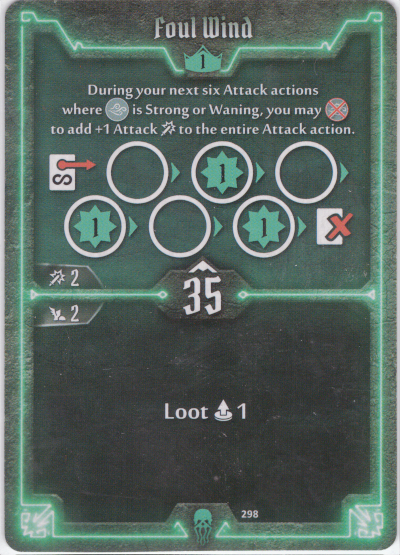 Foul Wind
1
During your next six Attack actions
where is Strong or Waning, you may
to add +1 Attack to the entire Attack action.
1
1 1
2
35
2
Loot 1
298